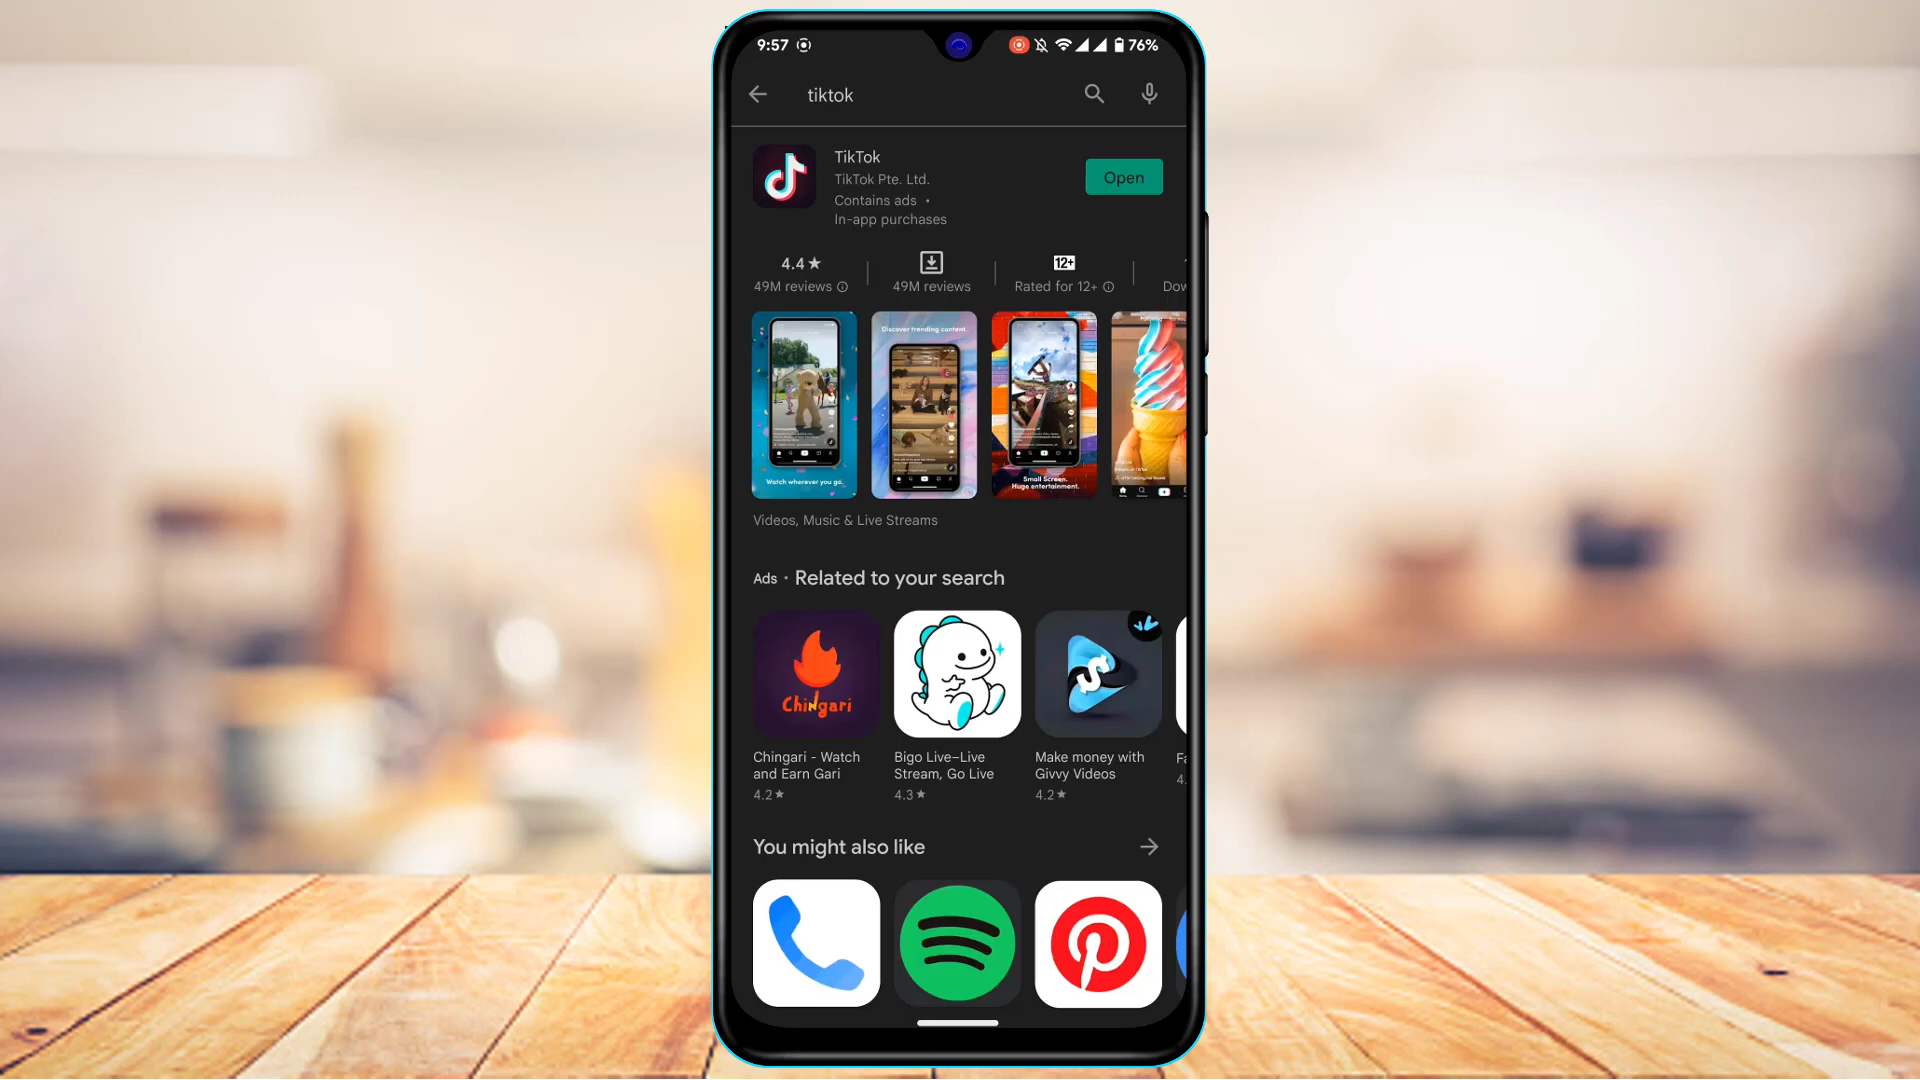 9:57
76%
tiktok
TikTok
TikTok Pte. Ltd.
Contains ads •
In-app purchases
Open
4.4★
49M reviews
49M reviews
12+
Rated for 12+
Dow
Discover trending content.
Watch wherever you go.
Small Screen.
Huge entertainment.
Videos, Music & Live Streams
Ads • Related to your search
Chingari
Chingari - Watch
and Earn Gari
4.2★
Bigo Live–Live
Stream, Go Live
4.3★
Make money with
Givvy Videos
4.2★
Fa
4.
You might also like